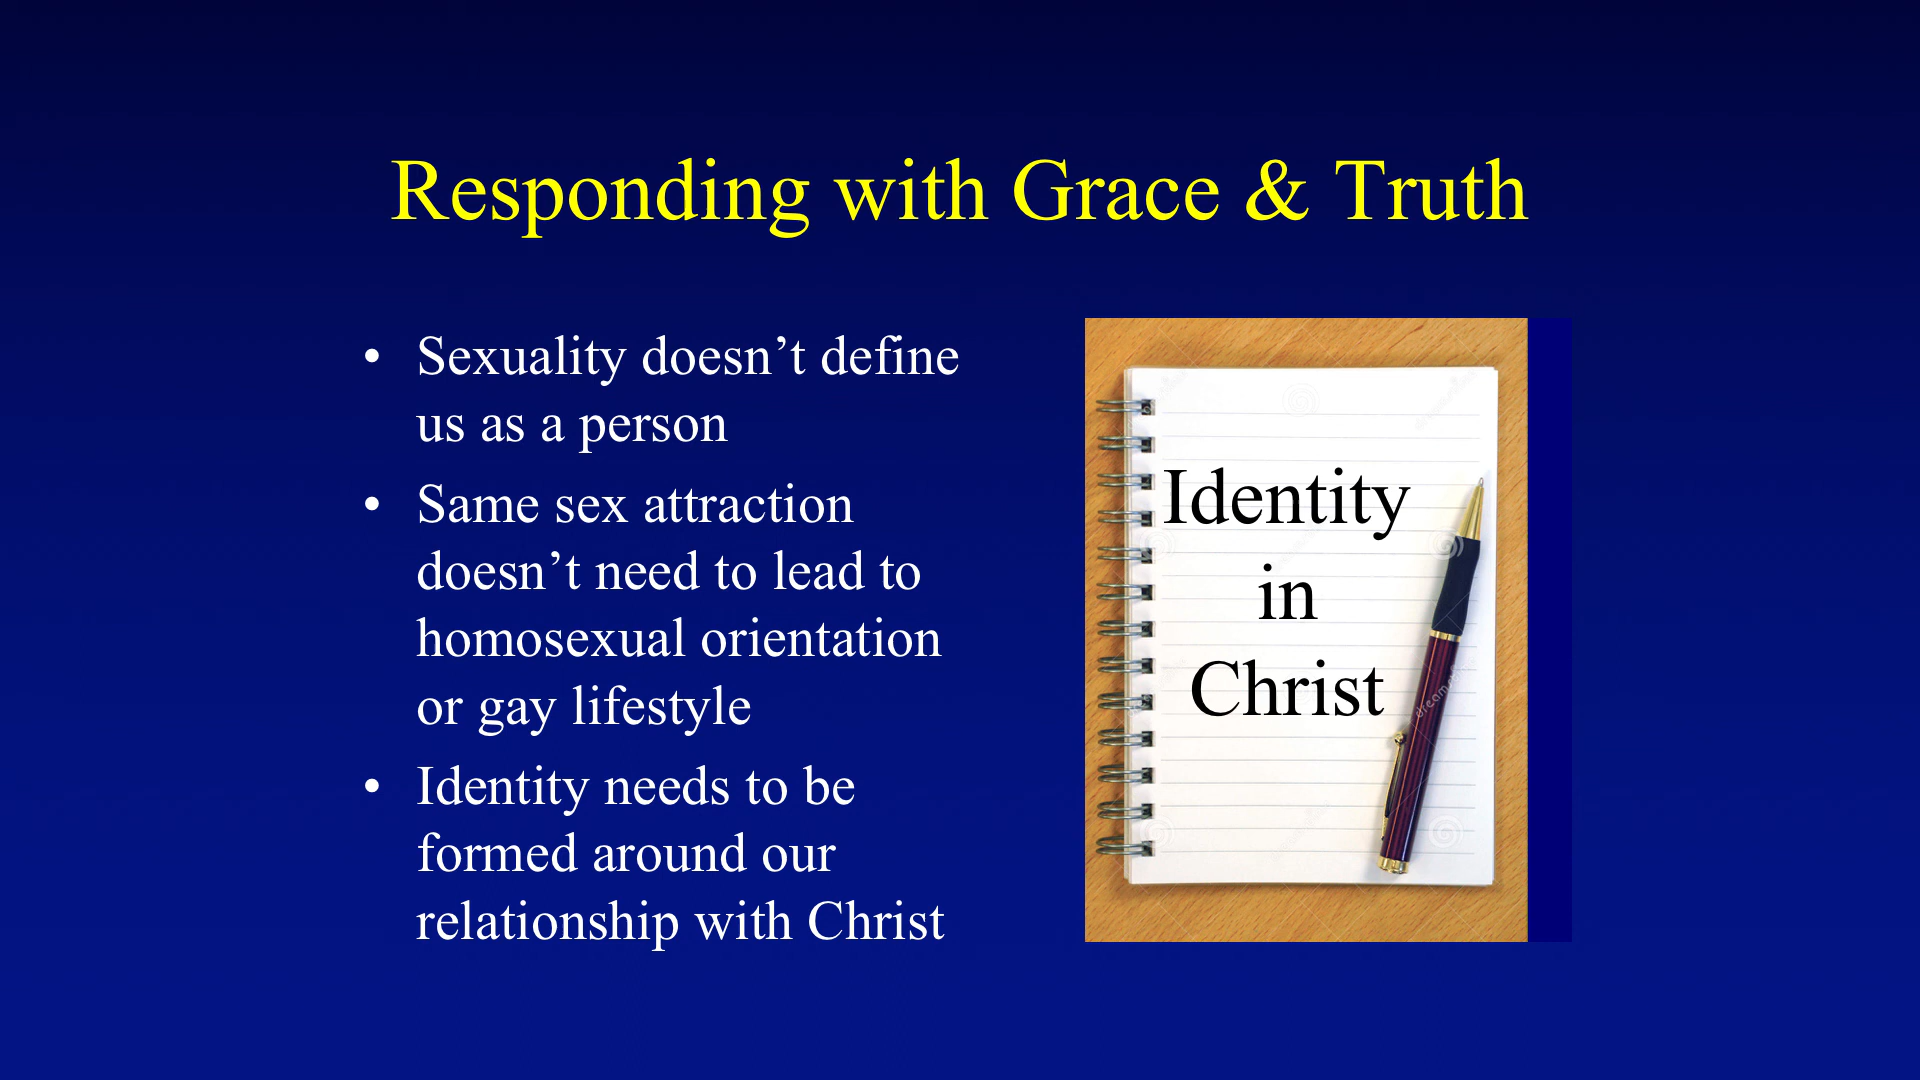 Responding with Grace & Truth
• Sexuality doesn’t define
us as a person
• Same sex attraction
doesn’t need to lead to
homosexual orientation
or gay lifestyle
• Identity needs to be
formed around our
relationship with Christ
Identity
in
Christ